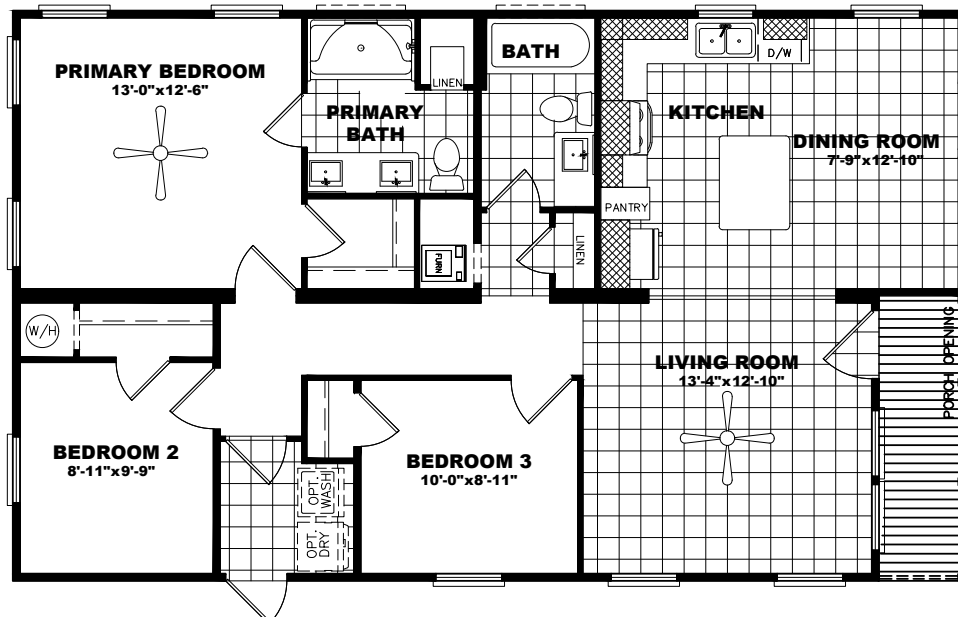 BATH
D/W
PRIMARY BEDROOM
13'-0"x12'-6"
LINEN
PRIMARY
BATH
KITCHEN
DINING ROOM
7'-9"x12'-10"
PANTRY
LINEN
FURN
W/H
PORCH OPENING
LIVING ROOM
13'-4"x12'-10"
BEDROOM 2
8'-11"x9'-9"
BEDROOM 3
10'-0"x8'-11"
OPT.
WASH
OPT.
DRY